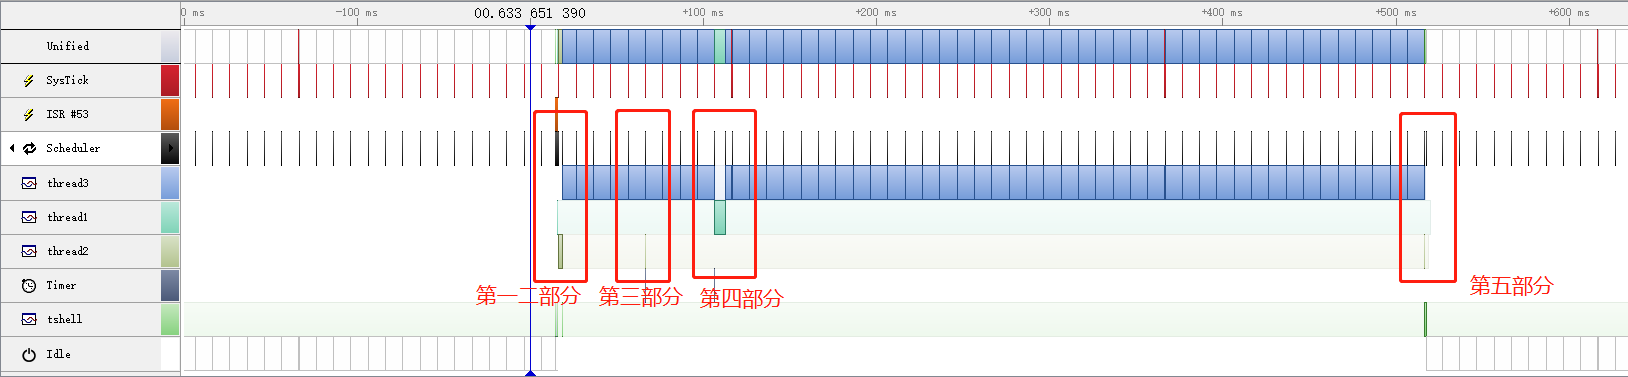 0 ms -100 ms 00.633 651 390 +100 ms +200 ms +300 ms +400 ms +500 ms +600 ms
Unified
SysTick
ISR #53
Scheduler
thread3
thread1
thread2
Timer
第一二部分 第三部分 第四部分 第五部分
tshell
Idle